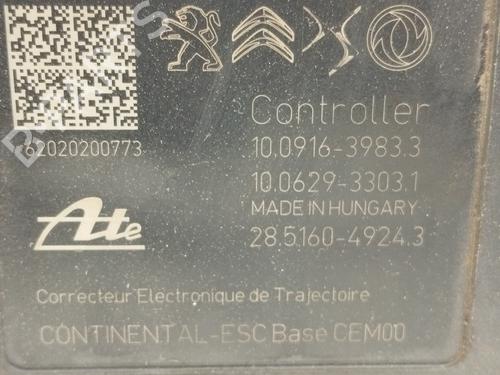 Controller
62020200773
10.0916-3983.3
10.0629-3303.1
MADE IN HUNGARY
Ate
28.5160-4924.3
Correcteur Electronique de Trajectoire
CONTINENTAL-ESC Base CEM00